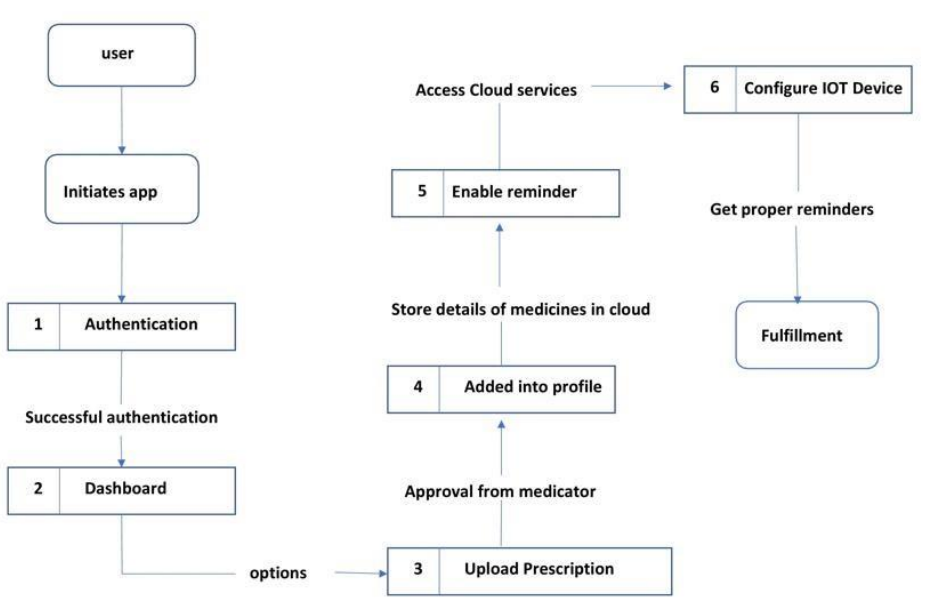 user
Initiates app
1 Authentication
Successful authentication
2 Dashboard
options
3 Upload Prescription
Approval from medicator
4 Added into profile
Store details of medicines in cloud
5 Enable reminder
Access Cloud services
6 Configure IOT Device
Get proper reminders
Fulfillment